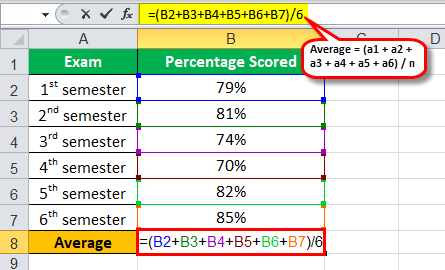 =(B2+B3+B4+B5+B6+B7)/6
Average = (a1 + a2 +
a3 + a4 + a5 + a6) / n
A B C D
1 Exam Percentage Scored
2 1st semester 79%
3 2nd semester 81%
4 3rd semester 74%
5 4th semester 70%
6 5th semester 82%
7 6th semester 85%
8 Average =(B2+B3+B4+B5+B6+B7)/6
9